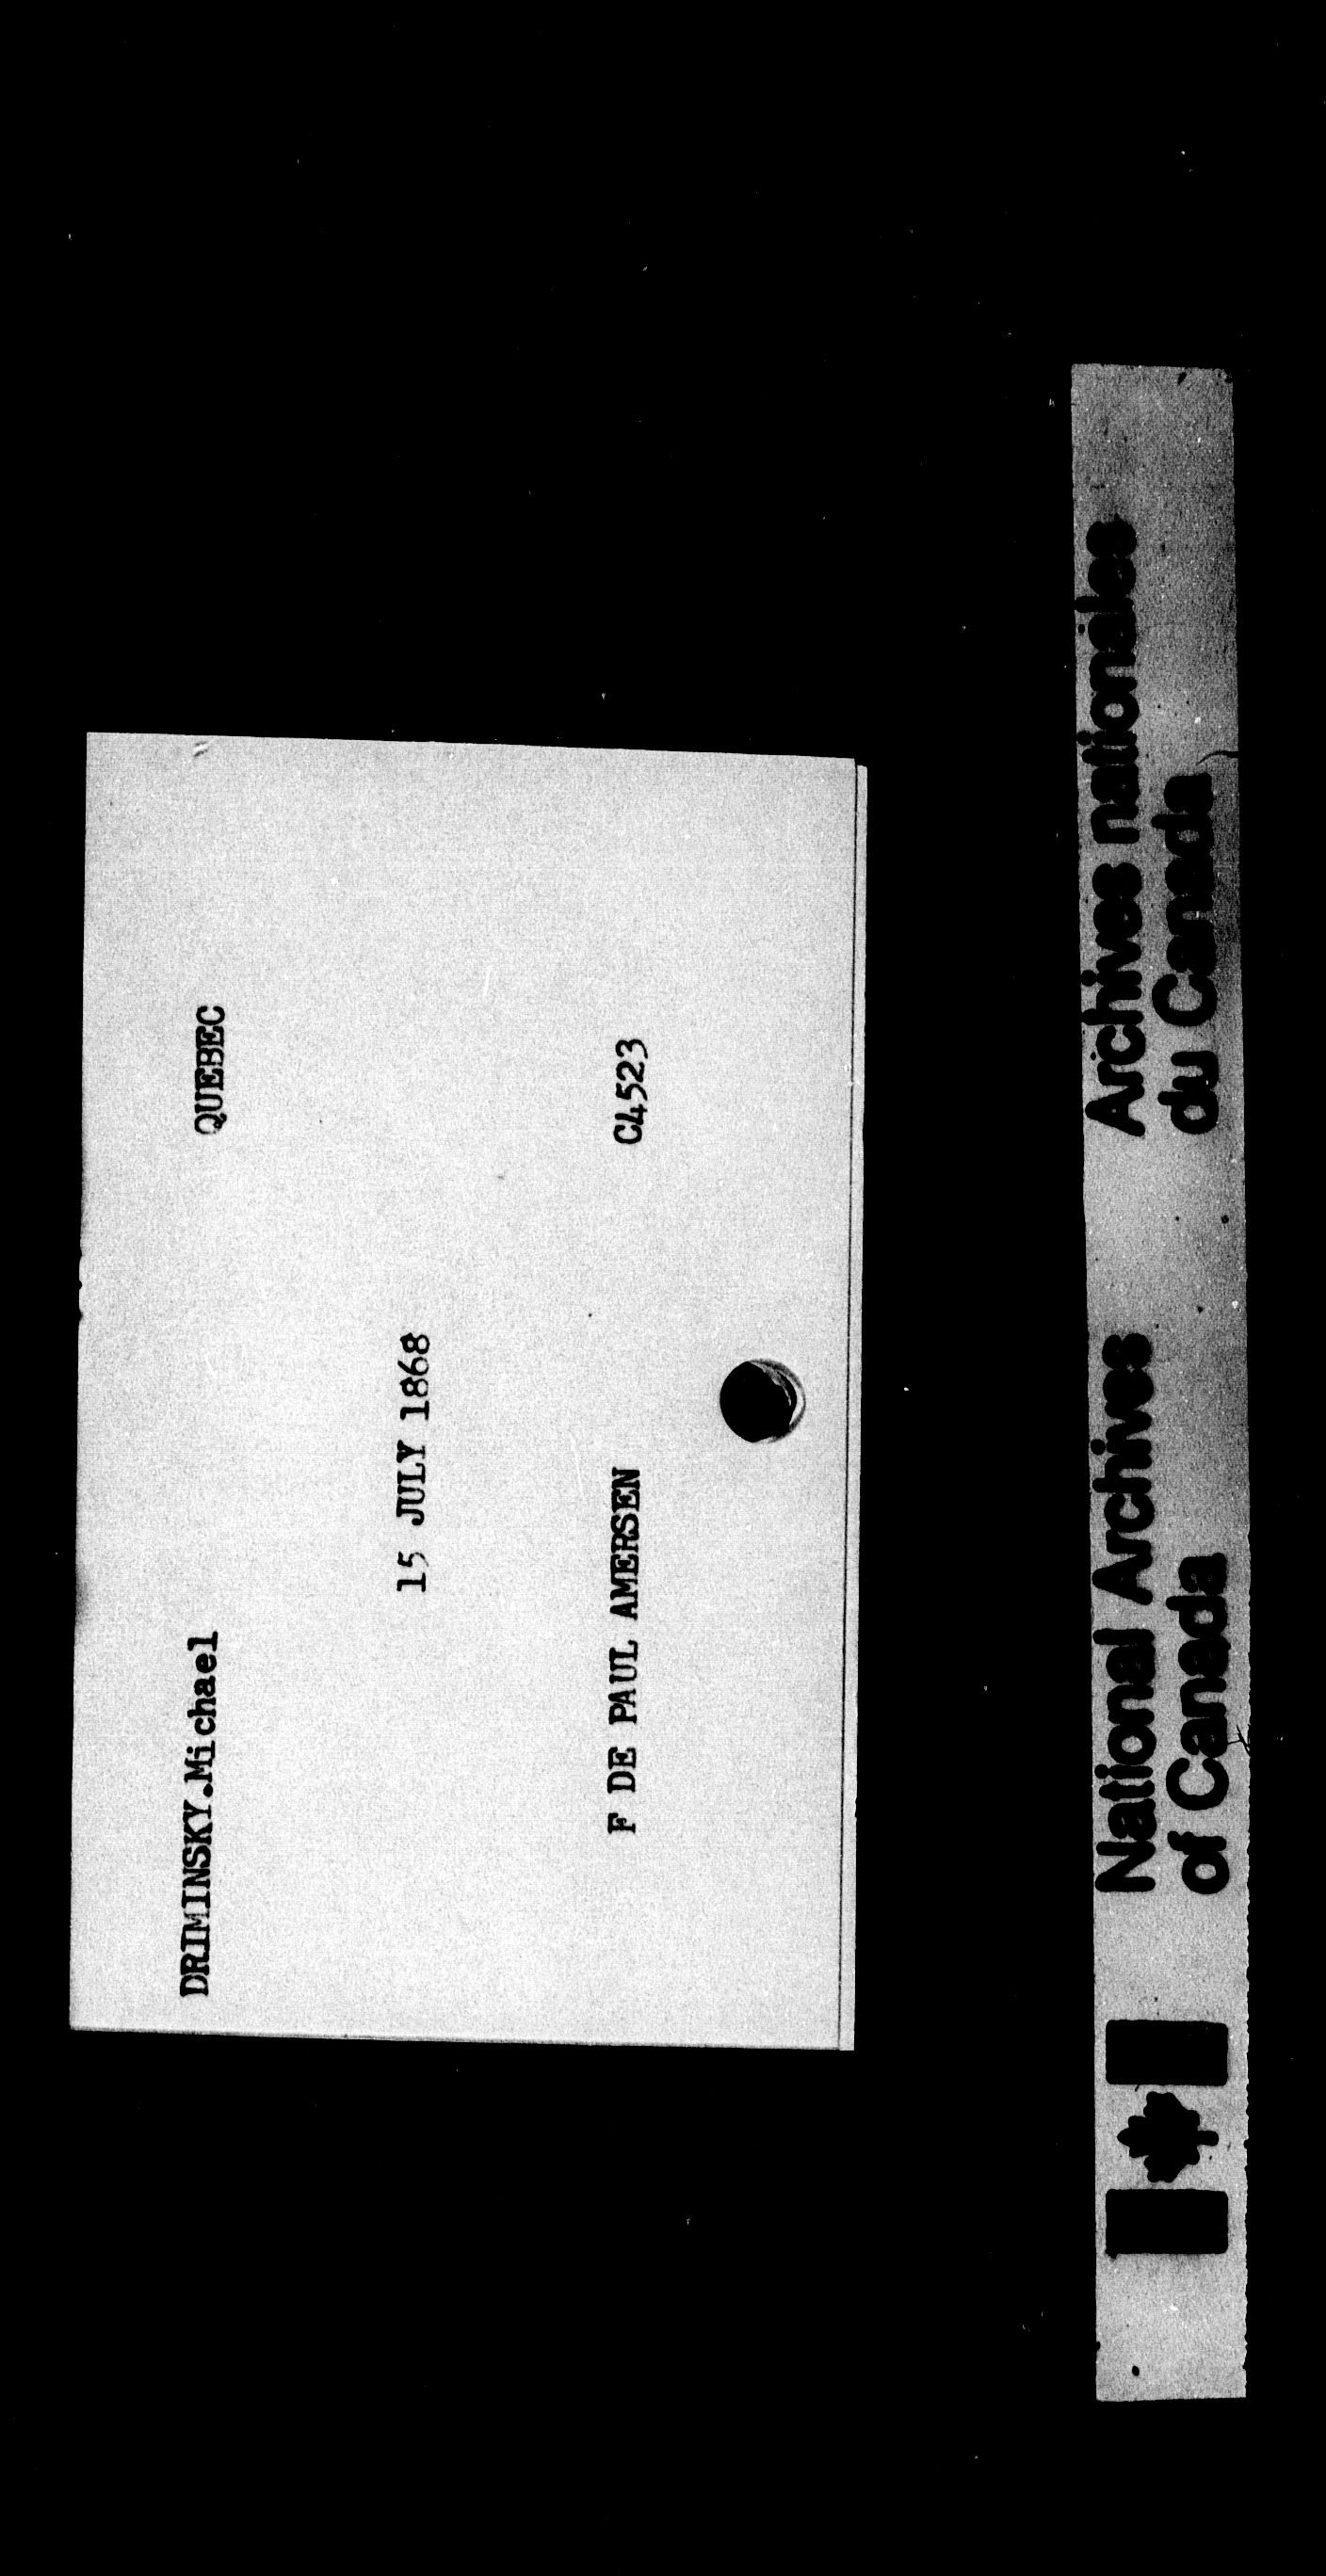 DRIMINSKY.Michael QUEBEC
15 JULY 1868
F DE PAUL AMERSEN C4523
National Archives Archives nationales
of Canada du Canada